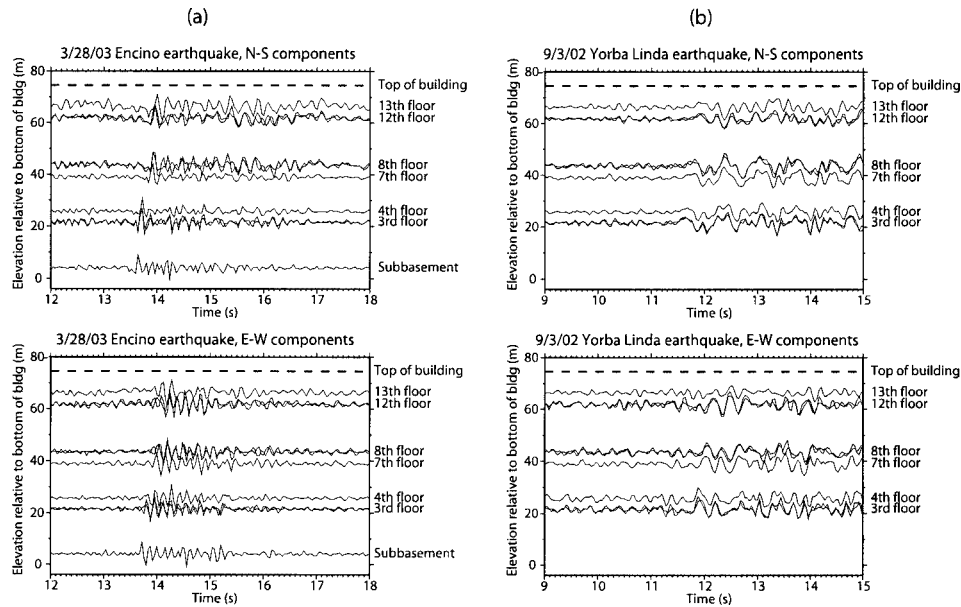 (a)
3/28/03 Encino earthquake, N-S components
Elevation relative to bottom of bldg (m)
80
60
40
20
0
Top of building
13th floor
12th floor
8th floor
7th floor
4th floor
3rd floor
Subbasement
12 13 14 15 16 17 18
Time (s)
3/28/03 Encino earthquake, E-W components
Elevation relative to bottom of bldg (m)
80
60
40
20
0
Top of building
13th floor
12th floor
8th floor
7th floor
4th floor
3rd floor
Subbasement
12 13 14 15 16 17 18
Time (s)
(b)
9/3/02 Yorba Linda earthquake, N-S components
Elevation relative to bottom of bldg (m)
80
60
40
20
0
Top of building
13th floor
12th floor
8th floor
7th floor
4th floor
3rd floor
9 10 11 12 13 14 15
Time (s)
9/3/02 Yorba Linda earthquake, E-W components
Elevation relative to bottom of bldg (m)
80
60
40
20
0
Top of building
13th floor
12th floor
8th floor
7th floor
4th floor
3rd floor
9 10 11 12 13 14 15
Time (s)